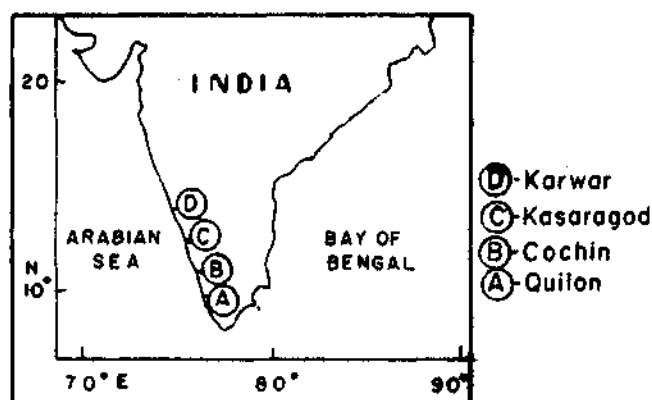 20
INDIA
D
C
B
A
ARABIAN
SEA
BAY OF
BENGAL
N
10°
70° E
80°
90°
D-Karwar
C-Kasaragod
B-Cochin
A-Quilon